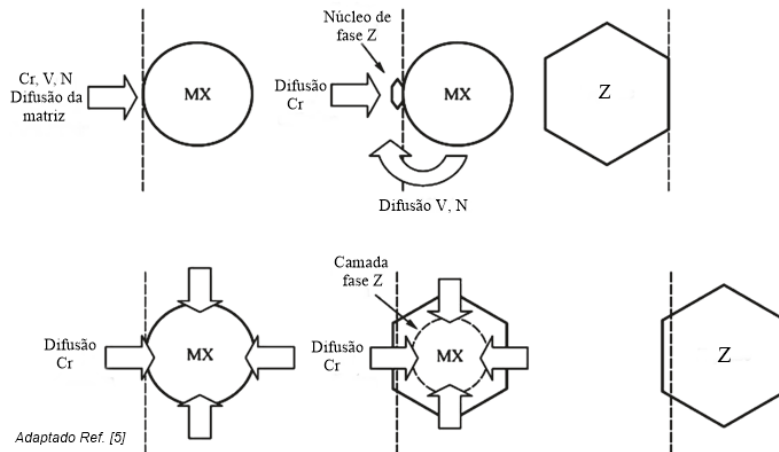 Núcleo de
fase Z
Cr, V, N
Difusão da
matriz
MX
Difusão
Cr
MX
Z
Difusão V, N
Difusão
Cr
MX
Camada
fase Z
Difusão
Cr
MX
Z
Adaptado Ref. [5]